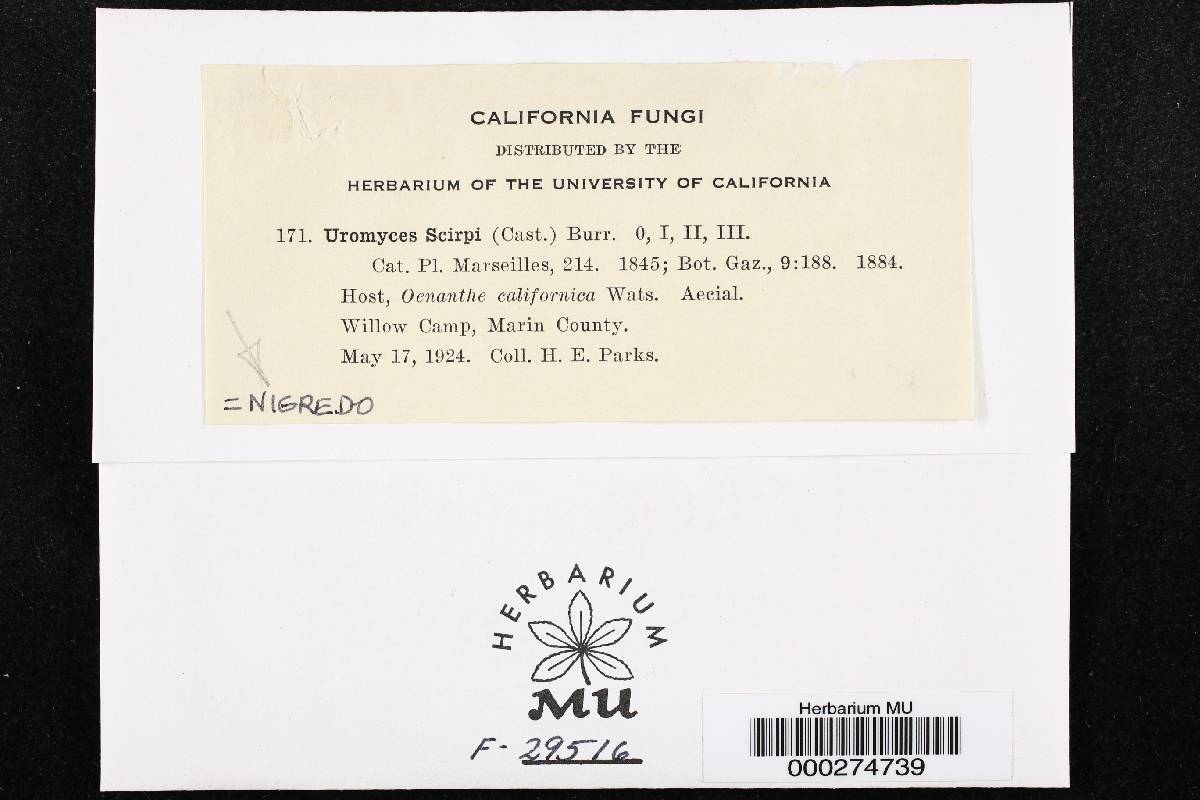 CALIFORNIA FUNGI
DISTRIBUTED BY THE
HERBARIUM OF THE UNIVERSITY OF CALIFORNIA
171. Uromyces Scirpi (Cast.) Burr. 0, I, II, III.
Cat. Pl. Marseilles, 214. 1845; Bot. Gaz., 9:188. 1884.
Host, Oenanthe californica Wats. Aecial.
Willow Camp, Marin County.
May 17, 1924. Coll. H. E. Parks.
= NIGREDO
HERBARIUM
MU
F- 29516
Herbarium MU
000274739